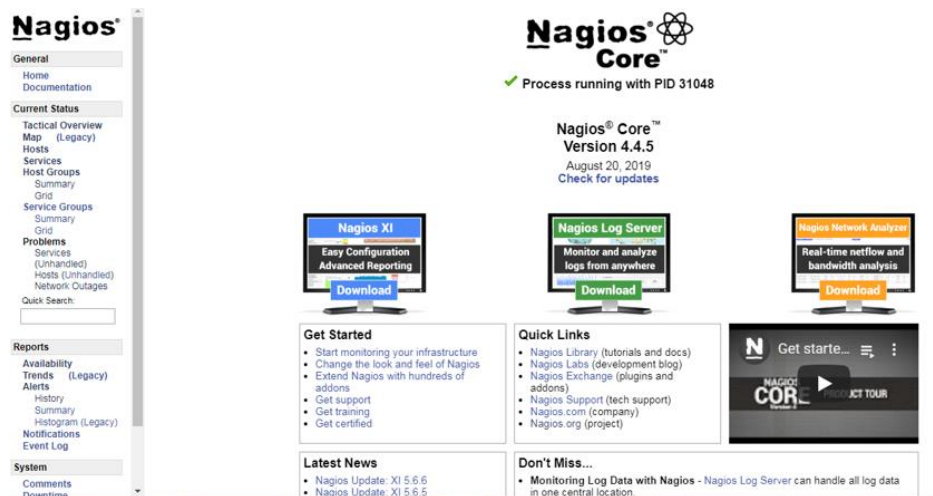 Nagios®
General
Home
Documentation
Current Status
Tactical Overview
Map (Legacy)
Hosts
Services
Host Groups
Summary
Grid
Service Groups
Summary
Grid
Problems
Services
(Unhandled)
Hosts (Unhandled)
Network Outages
Quick Search:
Reports
Availability
Trends (Legacy)
Alerts
History
Summary
Histogram (Legacy)
Notifications
Event Log
System
Comments
Downtime
Nagios®
Core™
Process running with PID 31048
Nagios® Core™
Version 4.4.5
August 20, 2019
Check for updates
Nagios XI
Easy Configuration
Advanced Reporting
Download
Nagios Log Server
Monitor and analyze
logs from anywhere
Download
Nagios Network Analyzer
Real-time netflow and
bandwidth analysis
Download
Get Started
• Start monitoring your infrastructure
• Change the look and feel of Nagios
• Extend Nagios with hundreds of
addons
• Get support
• Get training
• Get certified
Quick Links
• Nagios Library (tutorials and docs)
• Nagios Labs (development blog)
• Nagios Exchange (plugins and
addons)
• Nagios Support (tech support)
• Nagios.com (company)
• Nagios.org (project)
N Get starte...
NAGIOS
CORE PRODUCT TOUR
Latest News
• Nagios Update: XI 5.6.6
• Nagios Update: XI 5.6.5
Don't Miss...
• Monitoring Log Data with Nagios - Nagios Log Server can handle all log data
in one central location.